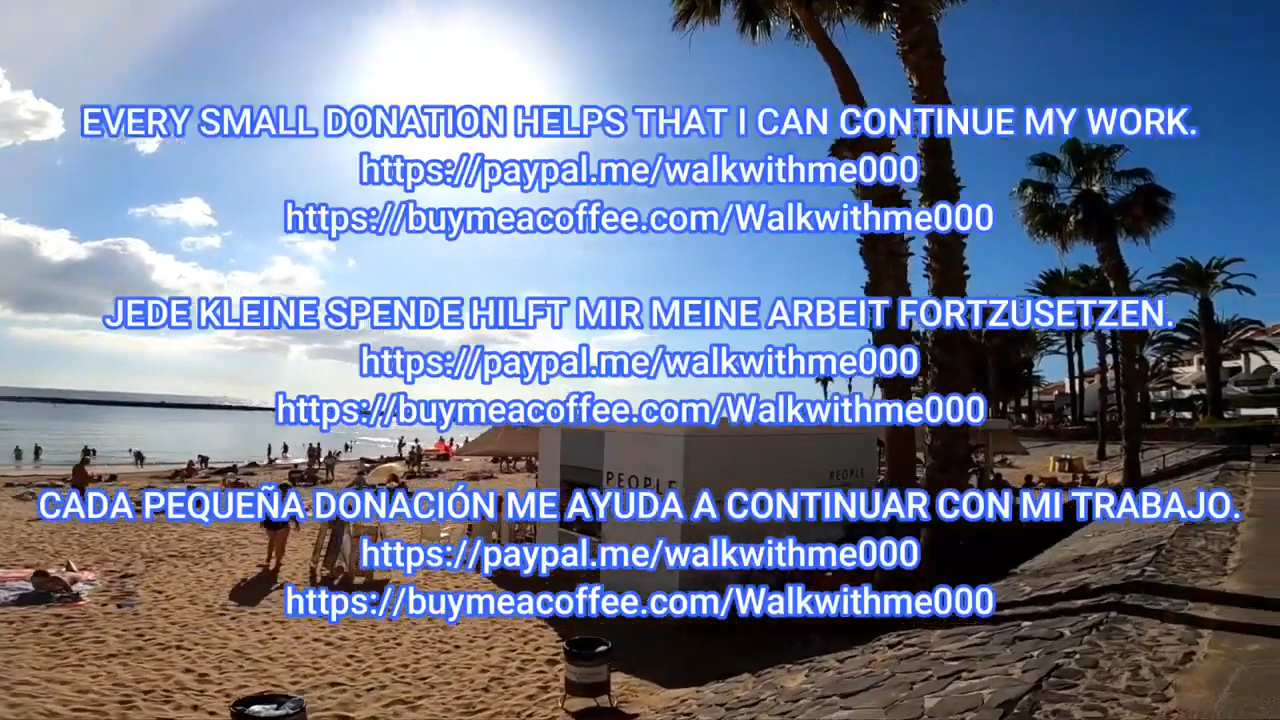 EVERY SMALL DONATION HELPS THAT I CAN CONTINUE MY WORK.
https://paypal.me/walkwithme000
https://buymeacoffee.com/Walkwithme000
JEDE KLEINE SPENDE HILFT MIR MEINE ARBEIT FORTZUSETZEN.
https://paypal.me/walkwithme000
https://buymeacoffee.com/Walkwithme000
PEOPLE
PEOPLE
CADA PEQUEÑA DONACIÓN ME AYUDA A CONTINUAR CON MI TRABAJO.
https://paypal.me/walkwithme000
https://buymeacoffee.com/Walkwithme000